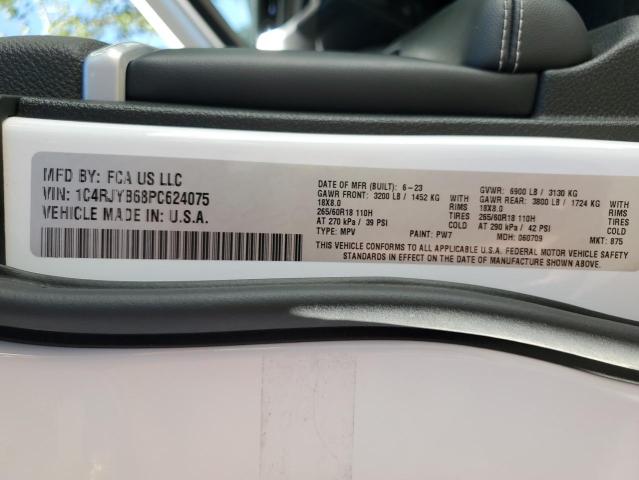 MFD BY: FCA US LLC
VIN: 1C4RJYB68PC624075
VEHICLE MADE IN: U.S.A.
DATE OF MFR (BUILT): 6-23 GVWR: 6900 LB / 3130 KG
GAWR FRONT: 3200 LB / 1452 KG WITH GAWR REAR: 3800 LB / 1724 KG WITH
18X8.0 RIMS 18X8.0 RIMS
265/60R18 110H TIRES 265/60R18 110H TIRES
AT 270 kPa / 39 PSI COLD AT 290 kPa / 42 PSI COLD
TYPE: MPV PAINT: PW7 MDH: 060709 MKT: 875
THIS VEHICLE CONFORMS TO ALL APPLICABLE U.S.A. FEDERAL MOTOR VEHICLE SAFETY
STANDARDS IN EFFECT ON THE DATE OF MANUFACTURE SHOWN ABOVE.